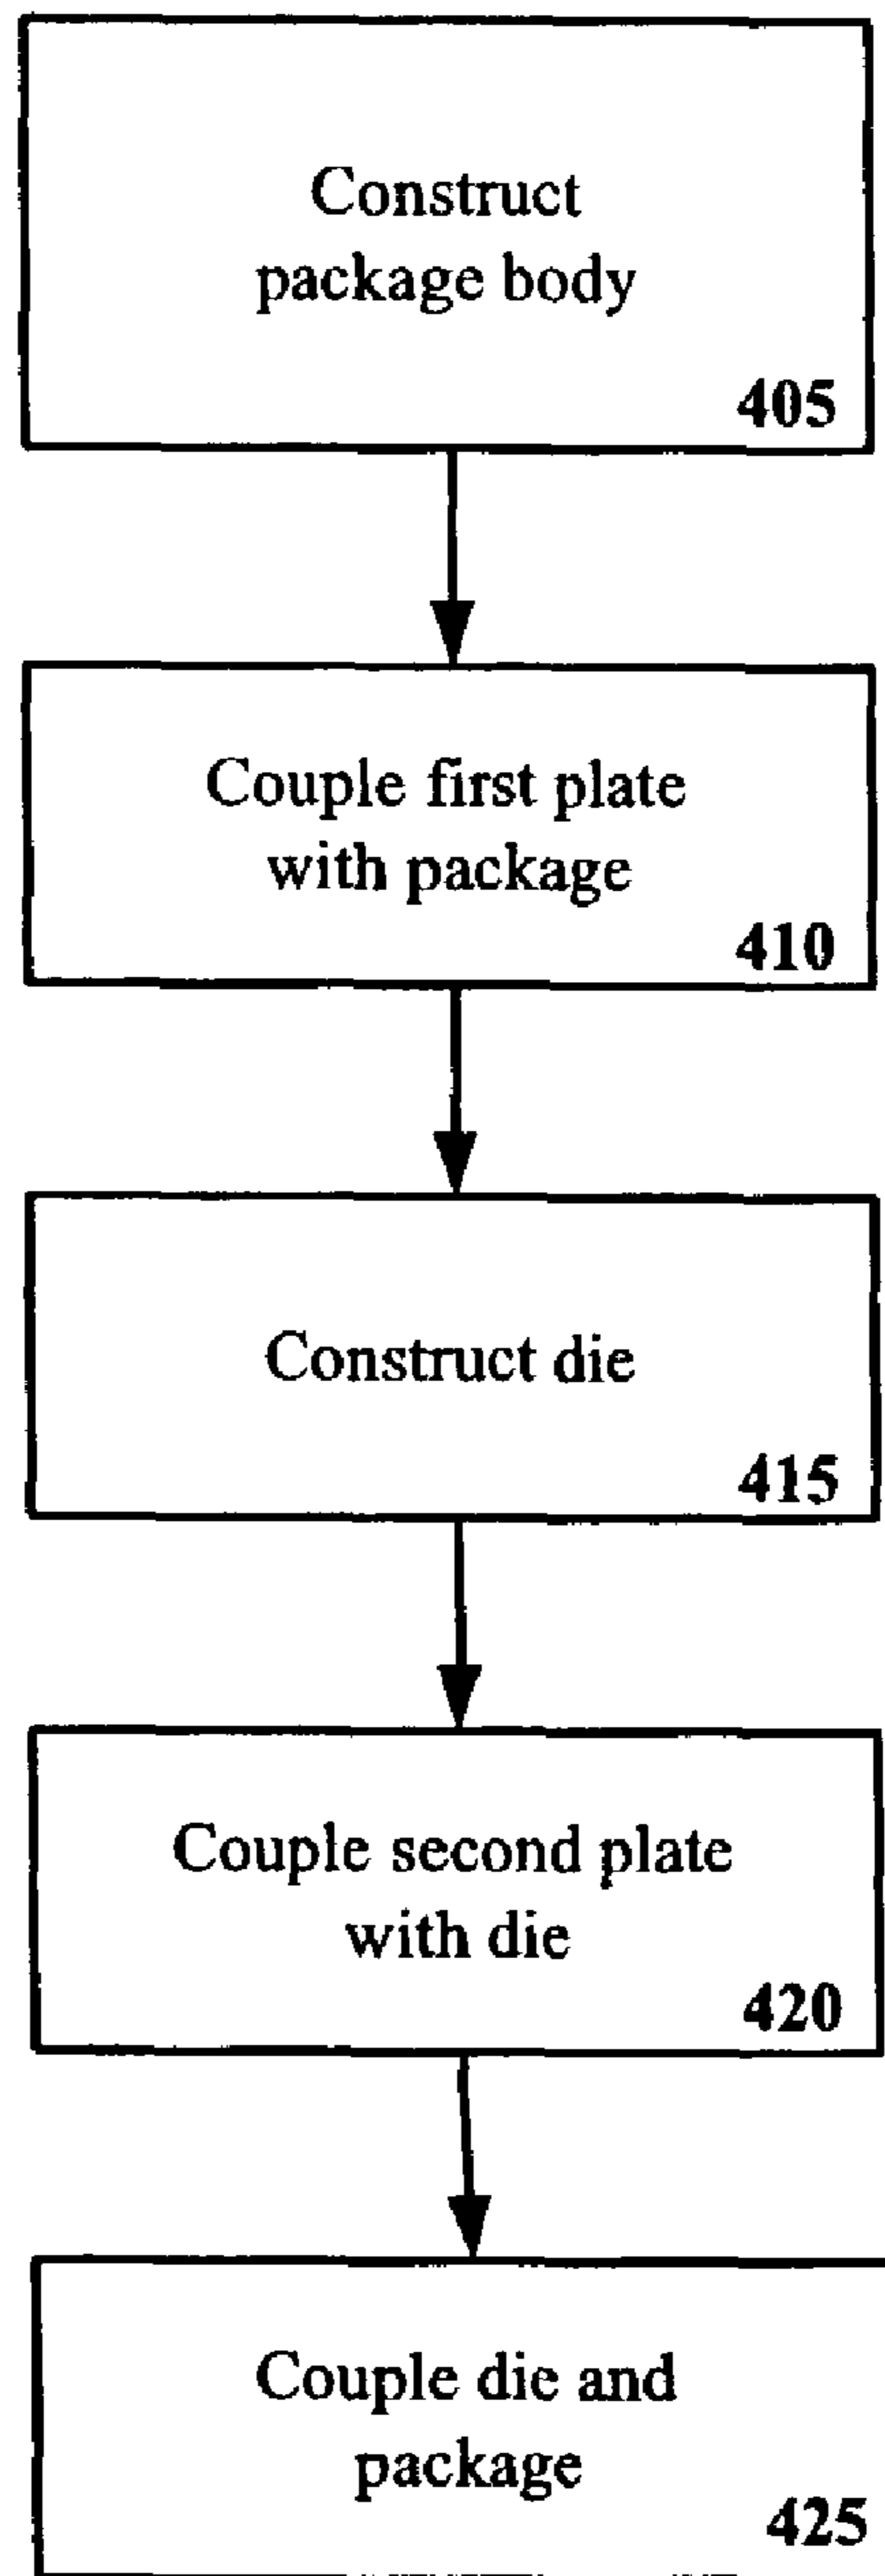 Construct
package body
405
Couple first plate
with package
410
Construct die
415
Couple second plate
with die
420
Couple die and
package
425